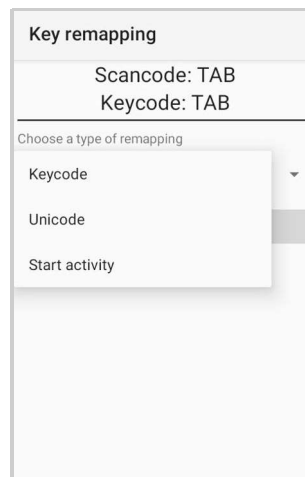 Key remapping
Scancode: TAB
Keycode: TAB
Choose a type of remapping
Keycode
Unicode
Start activity